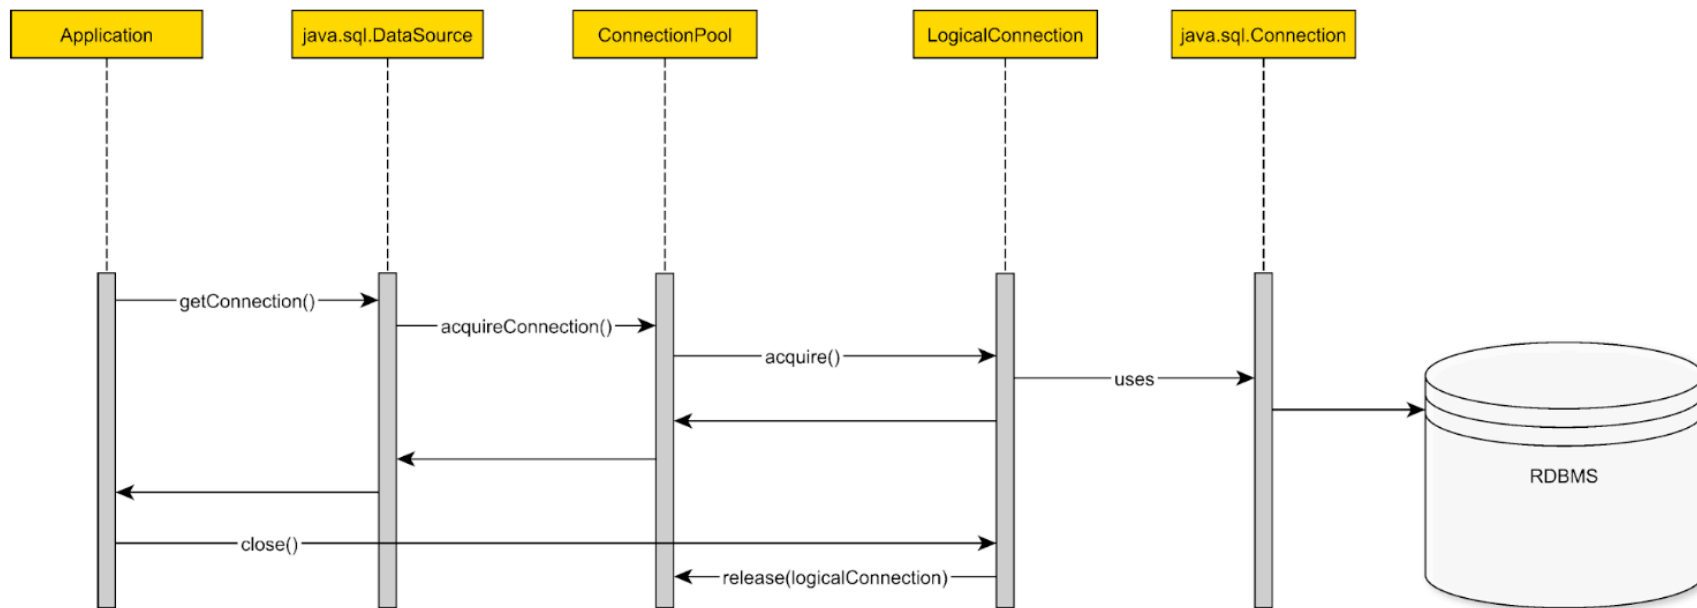 Application
java.sql.DataSource
ConnectionPool
LogicalConnection
java.sql.Connection
getConnection()
acquireConnection()
acquire()
uses
RDBMS
close()
release(logicalConnection)